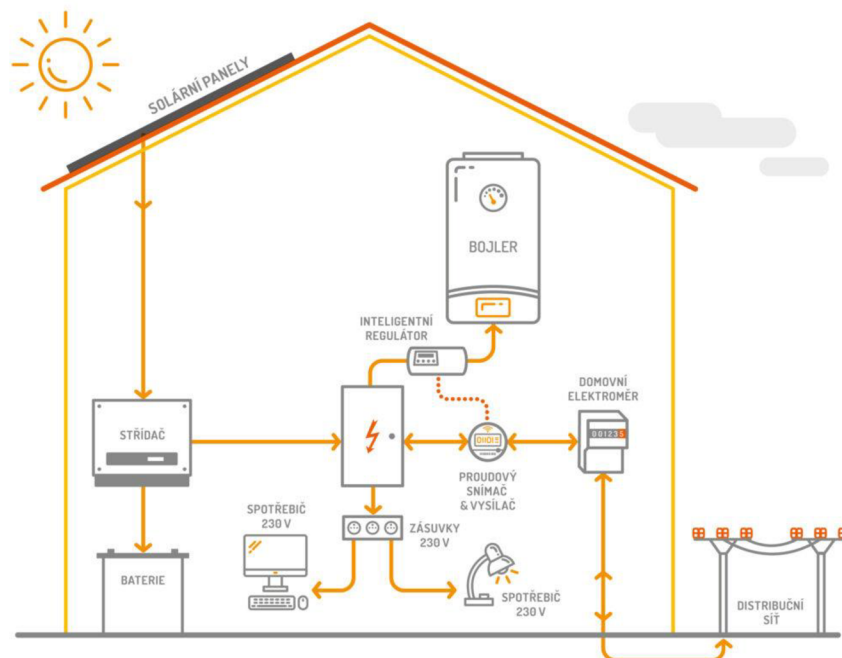 SOLÁRNÍ PANELY
BOJLER
INTELIGENTNÍ
REGULÁTOR
DOMOVNÍ
ELEKTROMĚR
001235
STŘÍDAČ
PROUDOVÝ
SNÍMAČ
& VYSÍLAČ
SPOTŘEBIČ
230 V
ZÁSUVKY
230 V
BATERIE
SPOTŘEBIČ
230 V
DISTRIBUČNÍ
SÍŤ